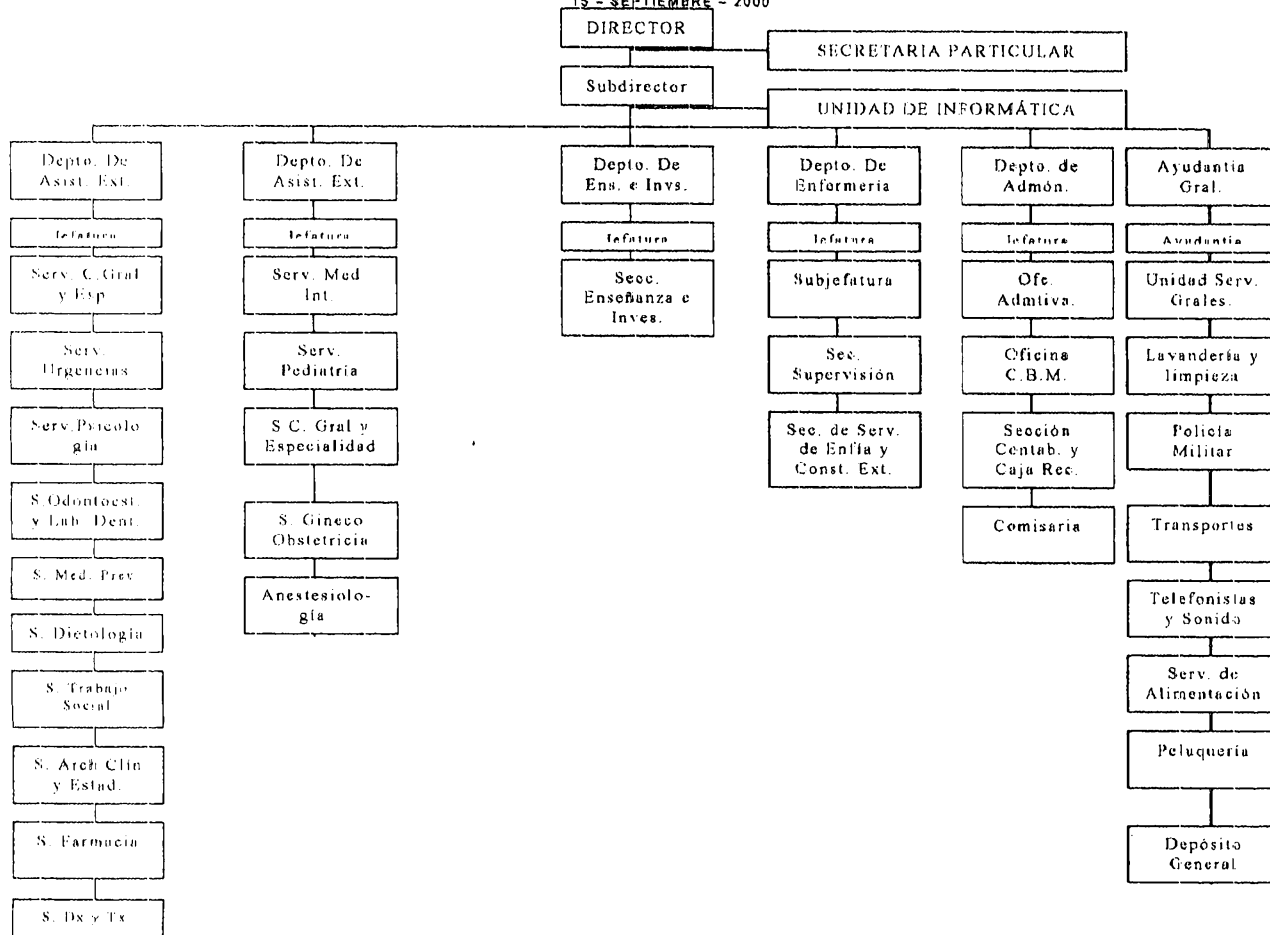 15 – SEPTIEMBRE – 2000
DIRECTOR
SECRETARIA PARTICULAR
Subdirector
UNIDAD DE INFORMÁTICA
Depto. De
Asist. Ext.
Jefatura
Serv. C. Gral
y Esp
Serv.
Urgencias
Serv.Psicolo
gía
S.Odontoest.
y Lab. Dent.
S. Med. Prev
S. Dietología
S. Trabajo
Social
S. Arch Clín
y Estad.
S. Farmacia
S. Dx y Tx
Depto. De
Asist. Ext.
Jefatura
Serv. Med
Int.
Serv.
Pediatría
S C. Gral y
Especialidad
S. Gineco
Obstetricia
Anestesiolo-
gía
Depto. De
Ens. e Invs.
Jefatura
Secc.
Enseñanza e
Inves.
Depto. De
Enfermería
Jefatura
Subjefatura
Sec.
Supervisión
Sec. de Serv.
de Enfía y
Const. Ext.
Depto. de
Admón.
Jefatura
Ofc.
Admtiva.
Oficina
C.B.M.
Sección
Contab. y
Caja Rec.
Comisaria
Ayudantía
Gral.
Ayudantía
Unidad Serv.
Grales.
Lavandería y
limpieza
Policía
Militar
Transportes
Telefonistas
y Sonido
Serv. de
Alimentación
Peluquería
Depósito
General